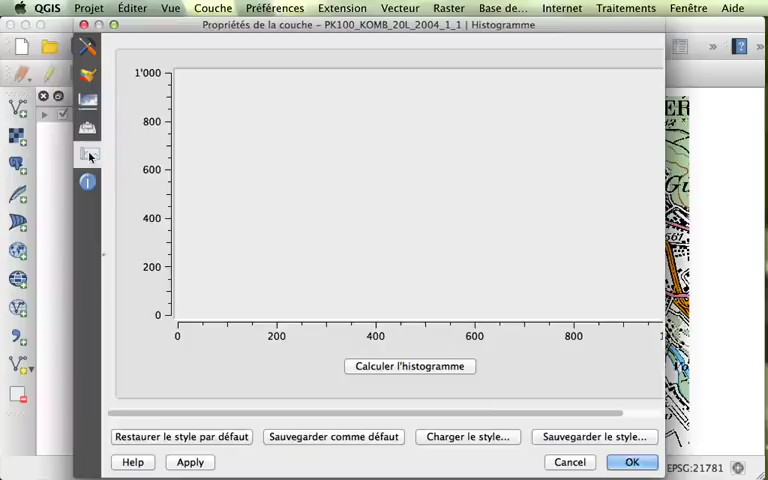 QGIS Projet Éditer Vue Couche Préférences Extension Vecteur Raster Base de... Internet Traitements Fenêtre Aide
Propriétés de la couche - PK100_KOMB_20L_2004_1_1 | Histogramme
1'000
800
600
400
200
0
0 200 400 600 800
Calculer l'histogramme
Restaurer le style par défaut Sauvegarder comme défaut Charger le style... Sauvegarder le style...
Help Apply Cancel OK
EPSG:21781